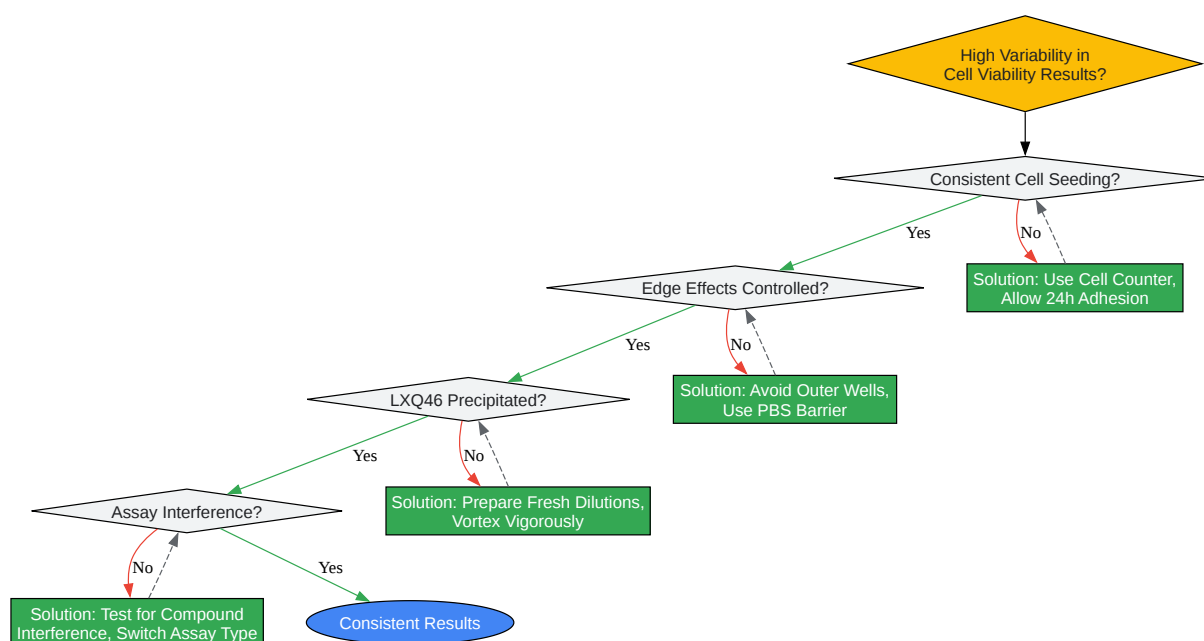 High Variability in
Cell Viability Results?
Consistent Cell Seeding?
Yes
No
Solution: Use Cell Counter,
Allow 24h Adhesion
Edge Effects Controlled?
Yes
No
Solution: Avoid Outer Wells,
Use PBS Barrier
LXQ46 Precipitated?
Yes
No
Solution: Prepare Fresh Dilutions,
Vortex Vigorously
Assay Interference?
No
Yes
Solution: Test for Compound
Interference, Switch Assay Type
Consistent Results